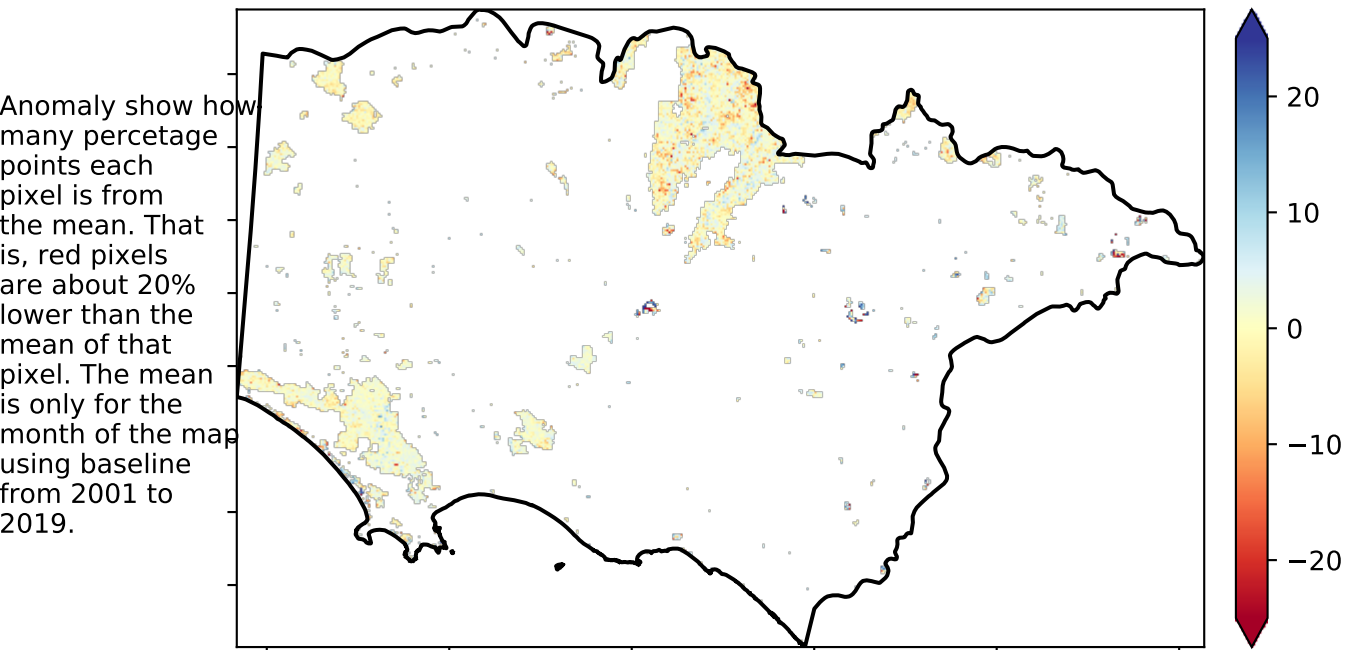 Anomaly show how
many percetage
points each
pixel is from
the mean. That
is, red pixels
are about 20%
lower than the
mean of that
pixel. The mean
is only for the
month of the map
using baseline
from 2001 to
2019.
20
10
0
−10
−20